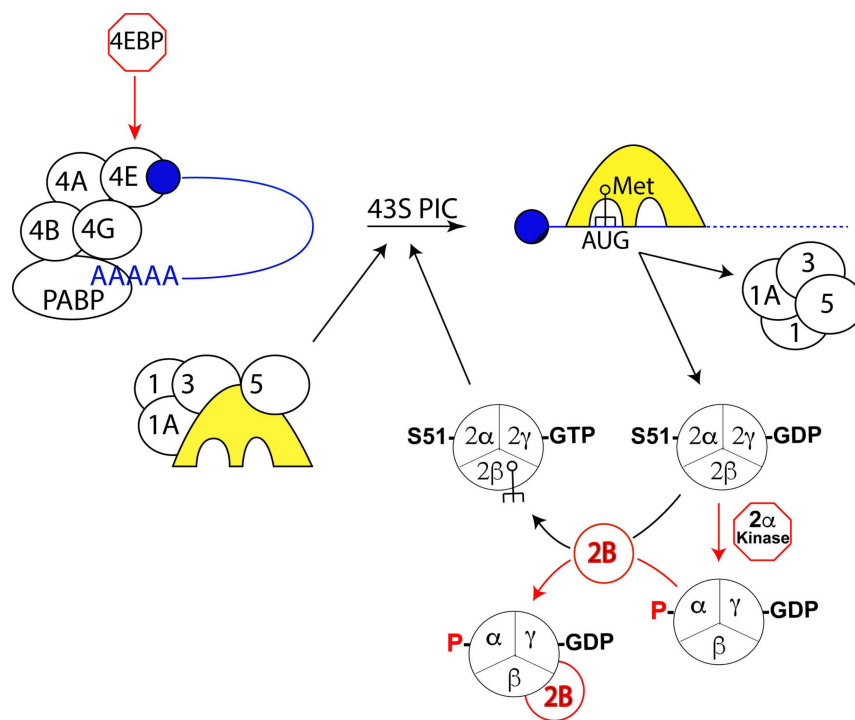 4EBP
4A
4E
4B
4G
PABP
AAAAA
43S PIC
Met
AUG
3
1A
5
1
1
3
5
1A
S51-
2α
2γ
-GTP
2β
S51-
2α
2γ
-GDP
2β
2B
2α
Kinase
P-
α
γ
-GDP
β
P-
α
γ
-GDP
β
2B